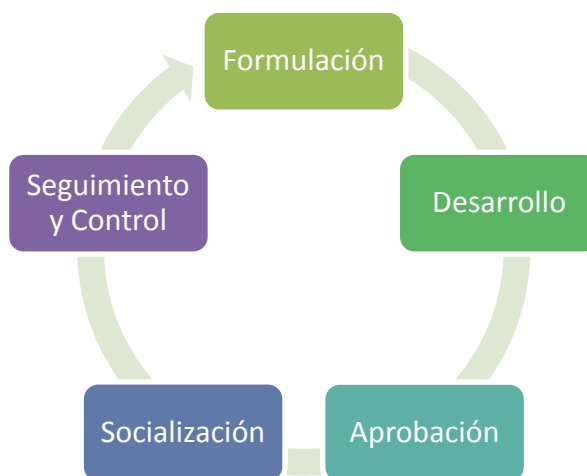 Formulación
Desarrollo
Aprobación
Socialización
Seguimiento
y Control